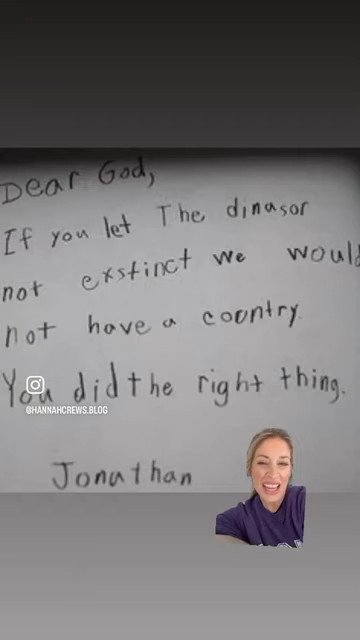 Dear God,
If you let The dinasor
not exstinct we would
not have a country.
You did the right thing.
@HANNAHCREWS.BLOG
Jonathan